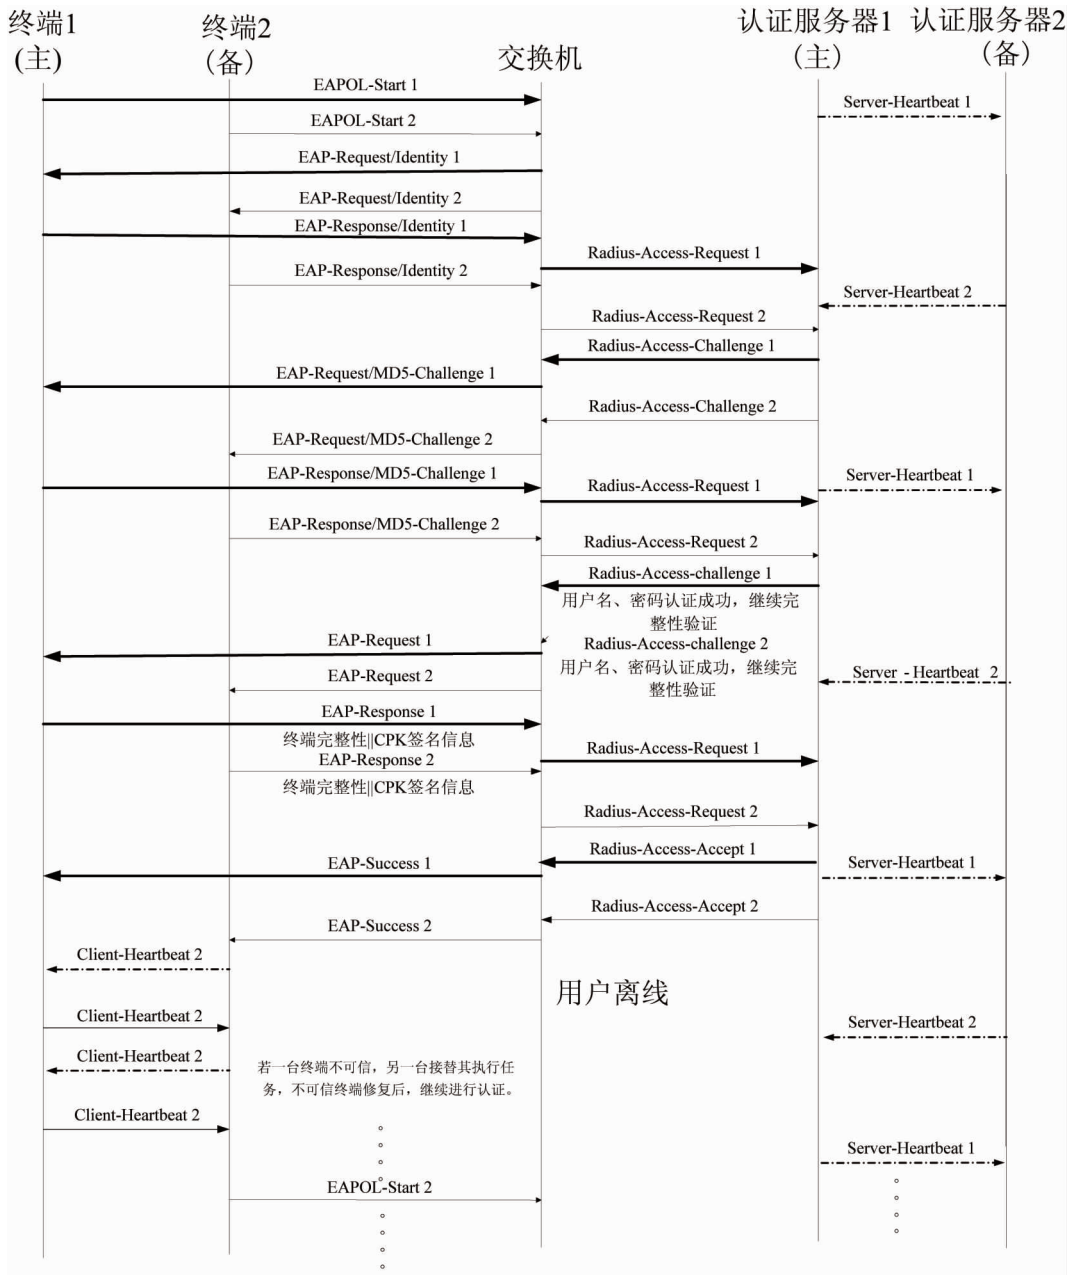 终端1
(主)
终端2
(备)
交换机
认证服务器1
(主)
认证服务器2
(备)
EAPOL-Start 1
Server-Heartbeat 1
EAPOL-Start 2
EAP-Request/Identity 1
EAP-Request/Identity 2
EAP-Response/Identity 1
Radius-Access-Request 1
EAP-Response/Identity 2
Server-Heartbeat 2
Radius-Access-Request 2
Radius-Access-Challenge 1
EAP-Request/MD5-Challenge 1
Radius-Access-Challenge 2
EAP-Request/MD5-Challenge 2
EAP-Response/MD5-Challenge 1
Server-Heartbeat 1
Radius-Access-Request 1
EAP-Response/MD5-Challenge 2
Radius-Access-Request 2
Radius-Access-challenge 1
用户名、密码认证成功，继续完
整性验证
EAP-Request 1
Radius-Access-challenge 2
用户名、密码认证成功，继续完
整性验证
EAP-Request 2
Server - Heartbeat 2
EAP-Response 1
终端完整性||CPK签名信息
Radius-Access-Request 1
EAP-Response 2
终端完整性||CPK签名信息
Radius-Access-Request 2
Radius-Access-Accept 1
EAP-Success 1
Server-Heartbeat 1
Radius-Access-Accept 2
EAP-Success 2
Client-Heartbeat 2
用户离线
Client-Heartbeat 2
Server-Heartbeat 2
Client-Heartbeat 2
若一台终端不可信，另一台接替其执行任
务，不可信终端修复后，继续进行认证。
Client-Heartbeat 2
Server-Heartbeat 1
EAPOL-Start 2